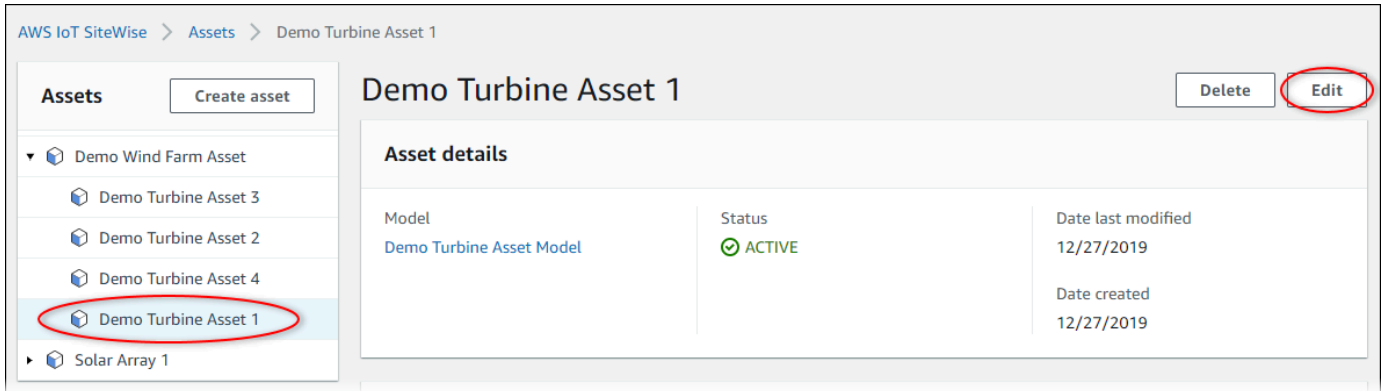 AWS IoT SiteWise > Assets > Demo Turbine Asset 1
Assets
Create asset
Demo Wind Farm Asset
Demo Turbine Asset 3
Demo Turbine Asset 2
Demo Turbine Asset 4
Demo Turbine Asset 1
Solar Array 1
Demo Turbine Asset 1
Delete
Edit
Asset details
Model
Demo Turbine Asset Model
Status
ACTIVE
Date last modified
12/27/2019
Date created
12/27/2019